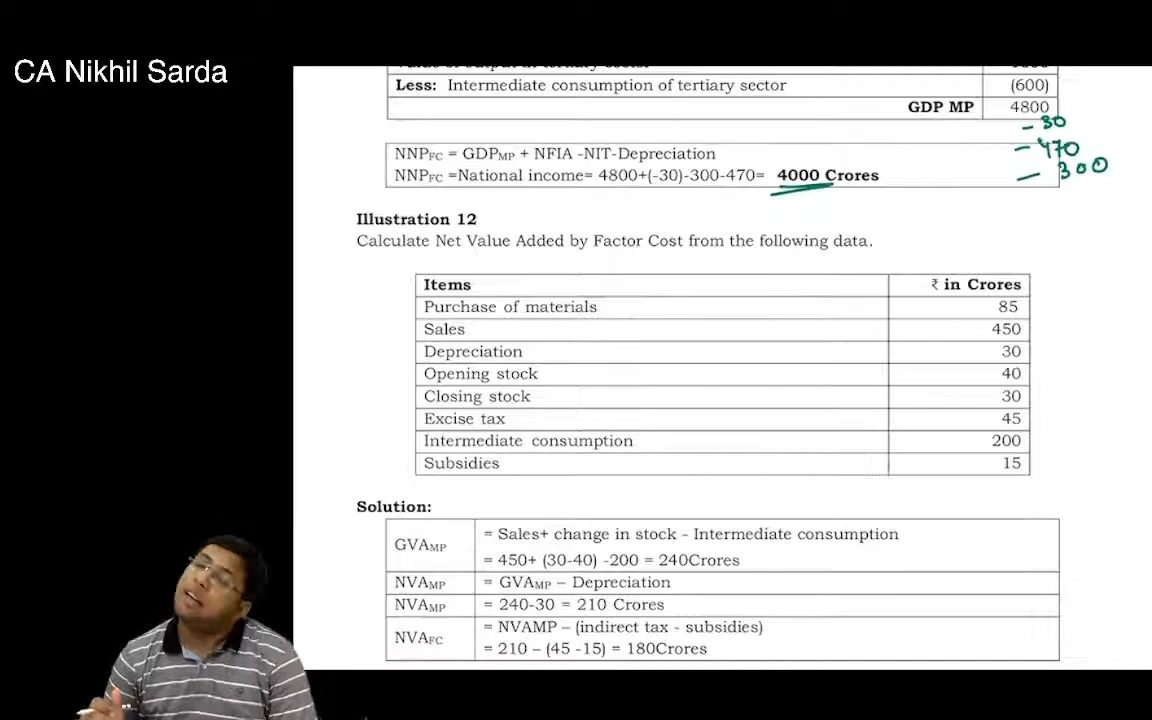 CA Nikhil Sarda
Less: Intermediate consumption of tertiary sector (600)
GDP MP 4800
- 30
- 470
- 300
NNPFC = GDPMP + NFIA -NIT-Depreciation
NNPFC =National income= 4800+(-30)-300-470= 4000 Crores
Illustration 12
Calculate Net Value Added by Factor Cost from the following data.
Items ₹ in Crores
Purchase of materials 85
Sales 450
Depreciation 30
Opening stock 40
Closing stock 30
Excise tax 45
Intermediate consumption 200
Subsidies 15
Solution:
GVAMP = Sales+ change in stock - Intermediate consumption
= 450+ (30-40) -200 = 240Crores
NVAMP = GVAMP – Depreciation
NVAMP = 240-30 = 210 Crores
NVAFC = NVAMP – (indirect tax - subsidies)
= 210 – (45 -15) = 180Crores